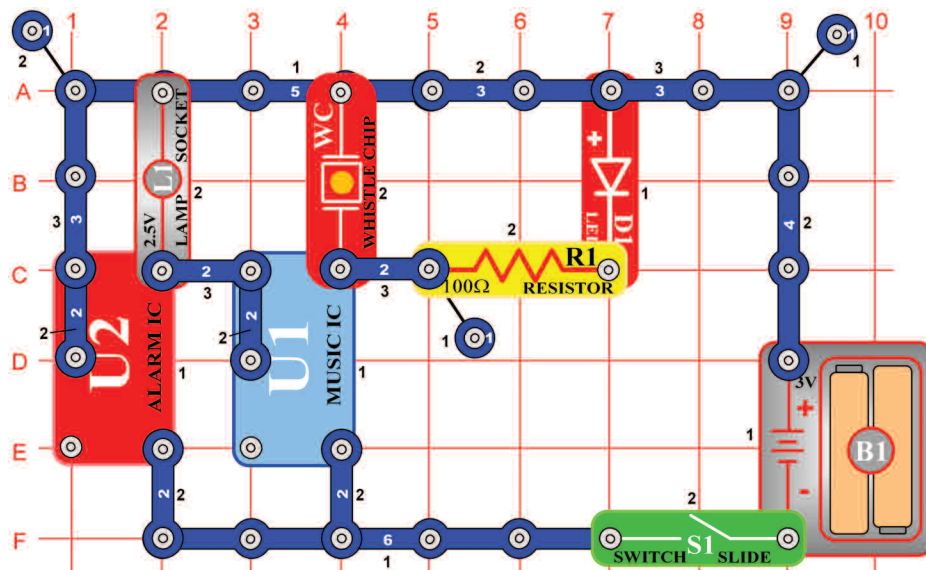 1 2 3 4 5 6 7 8 9 10
1 1
2 1 2 3 1
A 5 3 3
WC
WHISTLE CHIP
2
L1
LAMP SOCKET
2.5V
2
+
D1
LED
1
B 3 3 4 2
C 2 2 2 R1
3 3 100Ω RESISTOR
2 2 2 2 1 1
D
U2
ALARM IC
1
U1
MUSIC IC
1
3V
+
-
1
B1
E
2 2 2 2 2
F 6 S1
1 SWITCH SLIDE